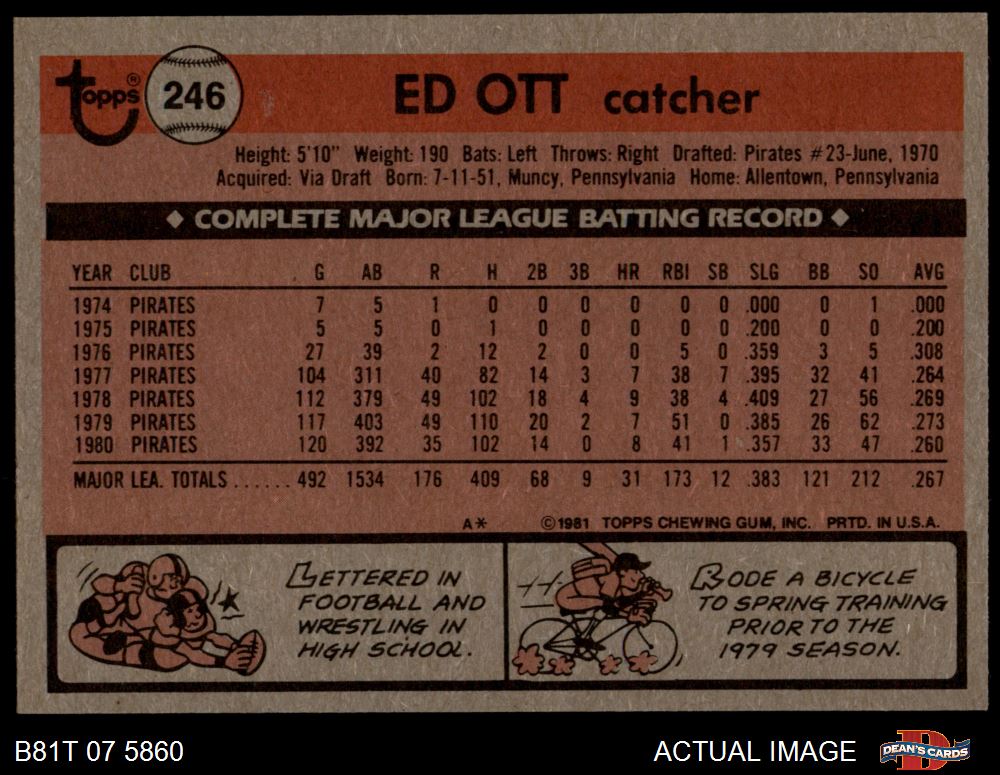 Topps® 246 ED OTT catcher
Height: 5'10" Weight: 190 Bats: Left Throws: Right Drafted: Pirates #23-June, 1970
Acquired: Via Draft Born: 7-11-51, Muncy, Pennsylvania Home: Allentown, Pennsylvania
◆ COMPLETE MAJOR LEAGUE BATTING RECORD ◆
YEAR CLUB G AB R H 2B 3B HR RBI SB SLG BB SO AVG
1974 PIRATES 7 5 1 0 0 0 0 0 0 .000 0 1 .000
1975 PIRATES 5 5 0 1 0 0 0 0 0 .200 0 0 .200
1976 PIRATES 27 39 2 12 2 0 0 5 0 .359 3 5 .308
1977 PIRATES 104 311 40 82 14 3 7 38 7 .395 32 41 .264
1978 PIRATES 112 379 49 102 18 4 9 38 4 .409 27 56 .269
1979 PIRATES 117 403 49 110 20 2 7 51 0 .385 26 62 .273
1980 PIRATES 120 392 35 102 14 0 8 41 1 .357 33 47 .260
MAJOR LEA. TOTALS ...... 492 1534 176 409 68 9 31 173 12 .383 121 212 .267
A* ©1981 TOPPS CHEWING GUM, INC. PRTD. IN U.S.A.
LETTERED IN
FOOTBALL AND
WRESTLING IN
HIGH SCHOOL.
RODE A BICYCLE
TO SPRING TRAINING
PRIOR TO THE
1979 SEASON.
B81T 07 5860 ACTUAL IMAGE DEAN'S CARDS